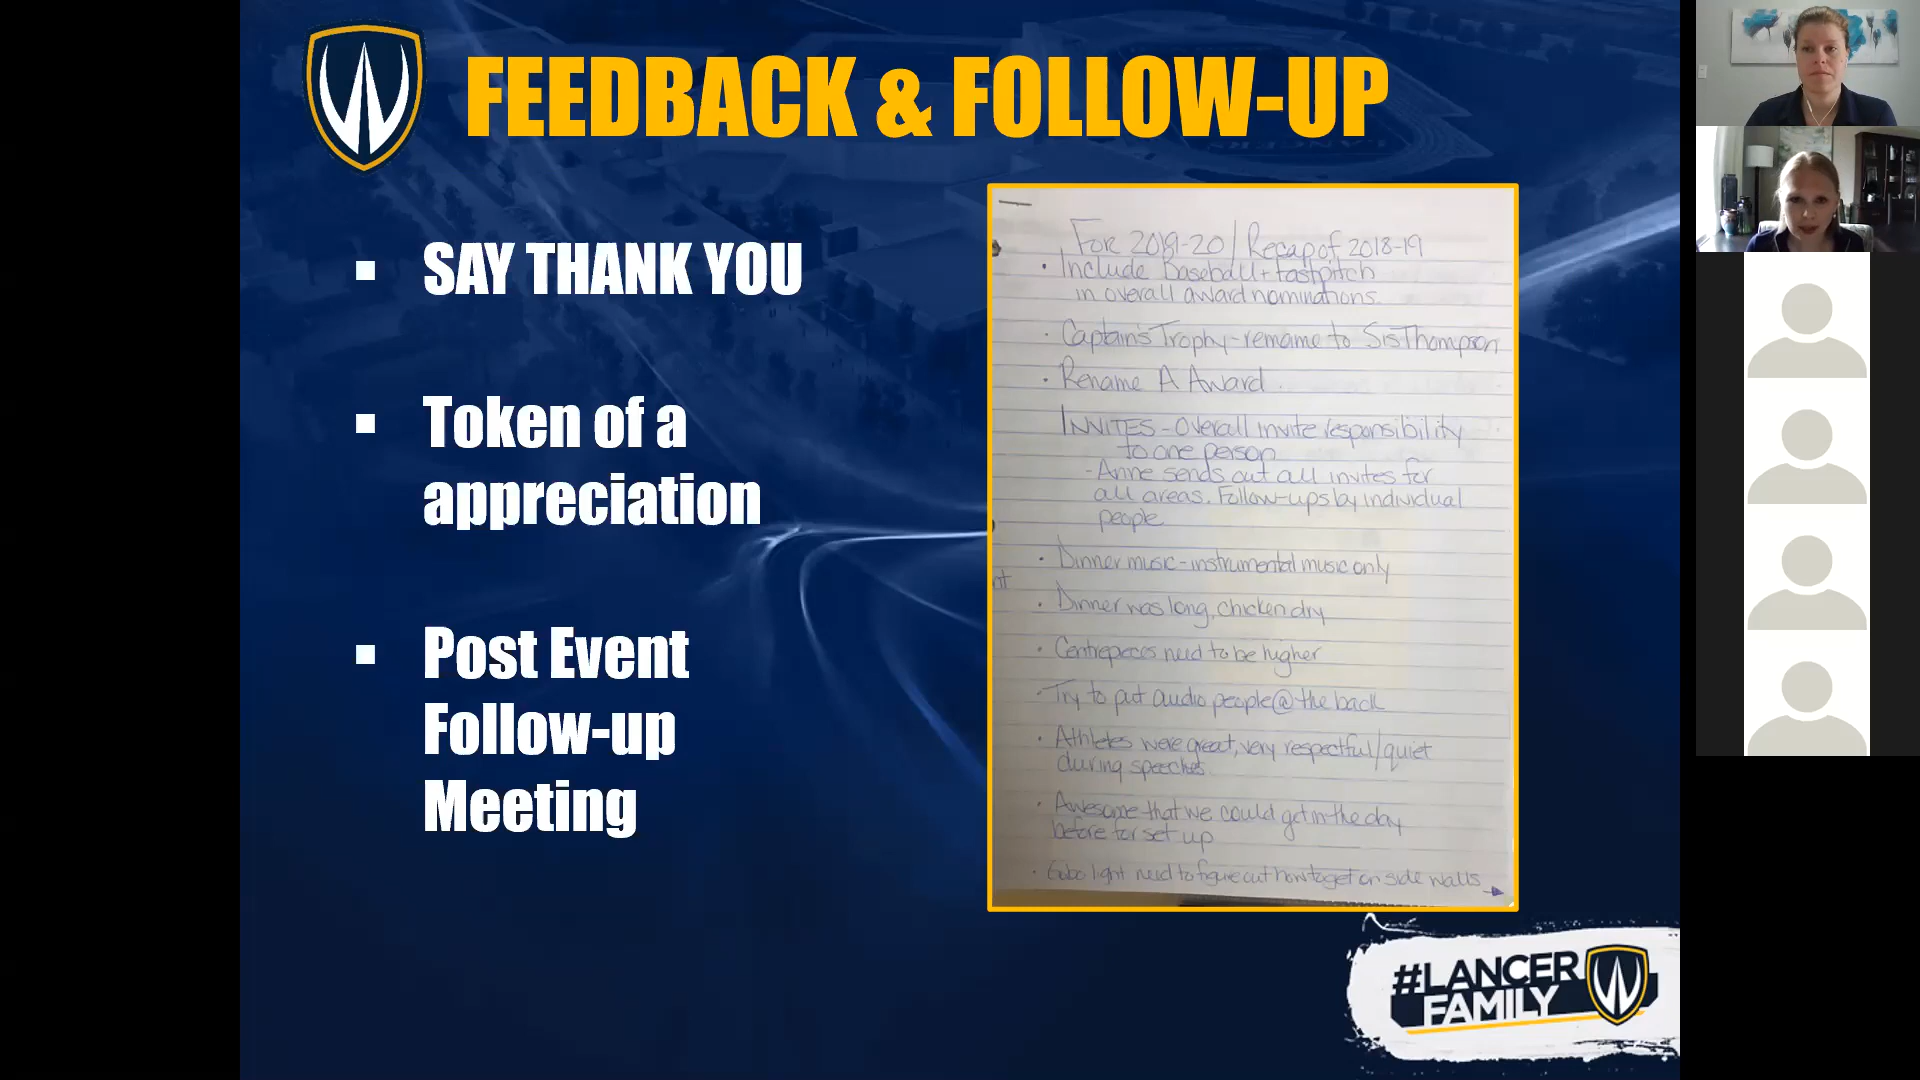 FEEDBACK & FOLLOW-UP
▪ SAY THANK YOU
▪ Token of a
appreciation
▪ Post Event
Follow-up
Meeting
For 2019-20 / Recap of 2018-19
· Include Baseball + fastpitch
in overall award nominations.
· Captain's Trophy - rename to Sis Thompson
· Rename A Award.
INVITES - Overall invite responsibility
to one person
- Anne sends out all invites for
all areas. Follow-ups by individual
people
· Dinner music - instrumental music only
nt
· Dinner was long, chicken dry
· Centrepieces need to be higher
· Try to put audio people @ the back
· Athletes were great, very respectful/quiet
during speeches.
· Awesome that we could get in the day
before for set up
· Gobo light need to figure out how to get on side walls
#LANCER
FAMILY